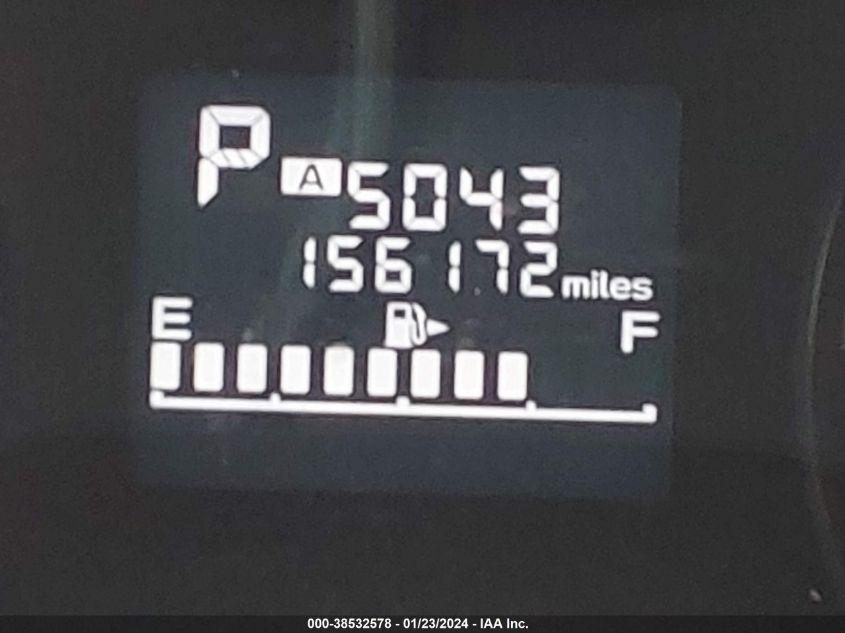 P
A 5043
156172 miles
E F
000-38532578 - 01/23/2024 - IAA Inc.